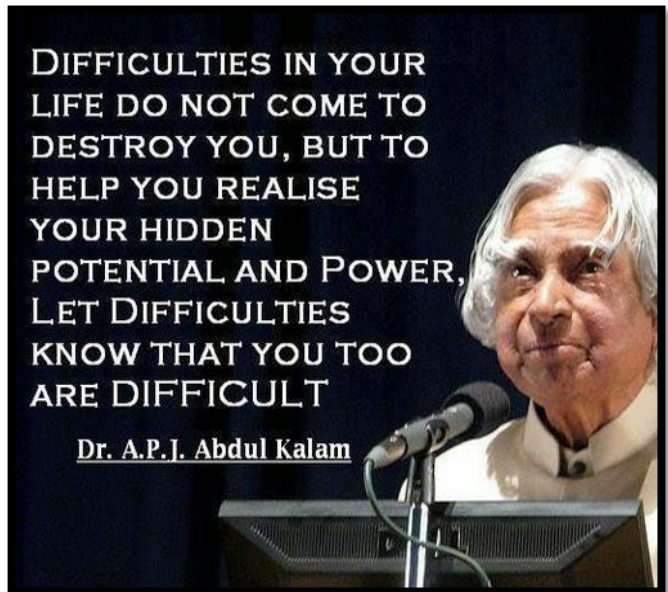 DIFFICULTIES IN YOUR
LIFE DO NOT COME TO
DESTROY YOU, BUT TO
HELP YOU REALISE
YOUR HIDDEN
POTENTIAL AND POWER,
LET DIFFICULTIES
KNOW THAT YOU TOO
ARE DIFFICULT
Dr. A.P.J. Abdul Kalam